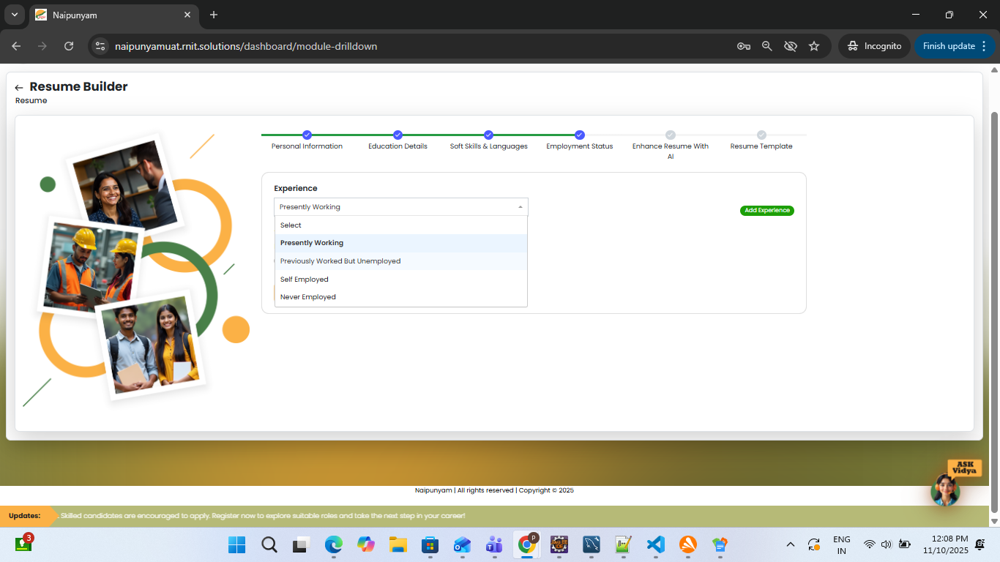 Naipunyam
naipunyamuat.rnit.solutions/dashboard/module-drilldown
Incognito
Finish update
Resume Builder
Resume
Personal Information
Education Details
Soft Skills & Languages
Employment Status
Enhance Resume With AI
Resume Template
Experience
Presently Working
Add Experience
Select
Presently Working
Previously Worked But Unemployed
Self Employed
Never Employed
ASK
Vidya
Naipunyam | All rights reserved | Copyright © 2025
Updates:
. Skilled candidates are encouraged to apply. Register now to explore suitable roles and take the next step in your career!
3
P
Java EE
IDE
ENG
IN
12:08 PM
11/10/2025